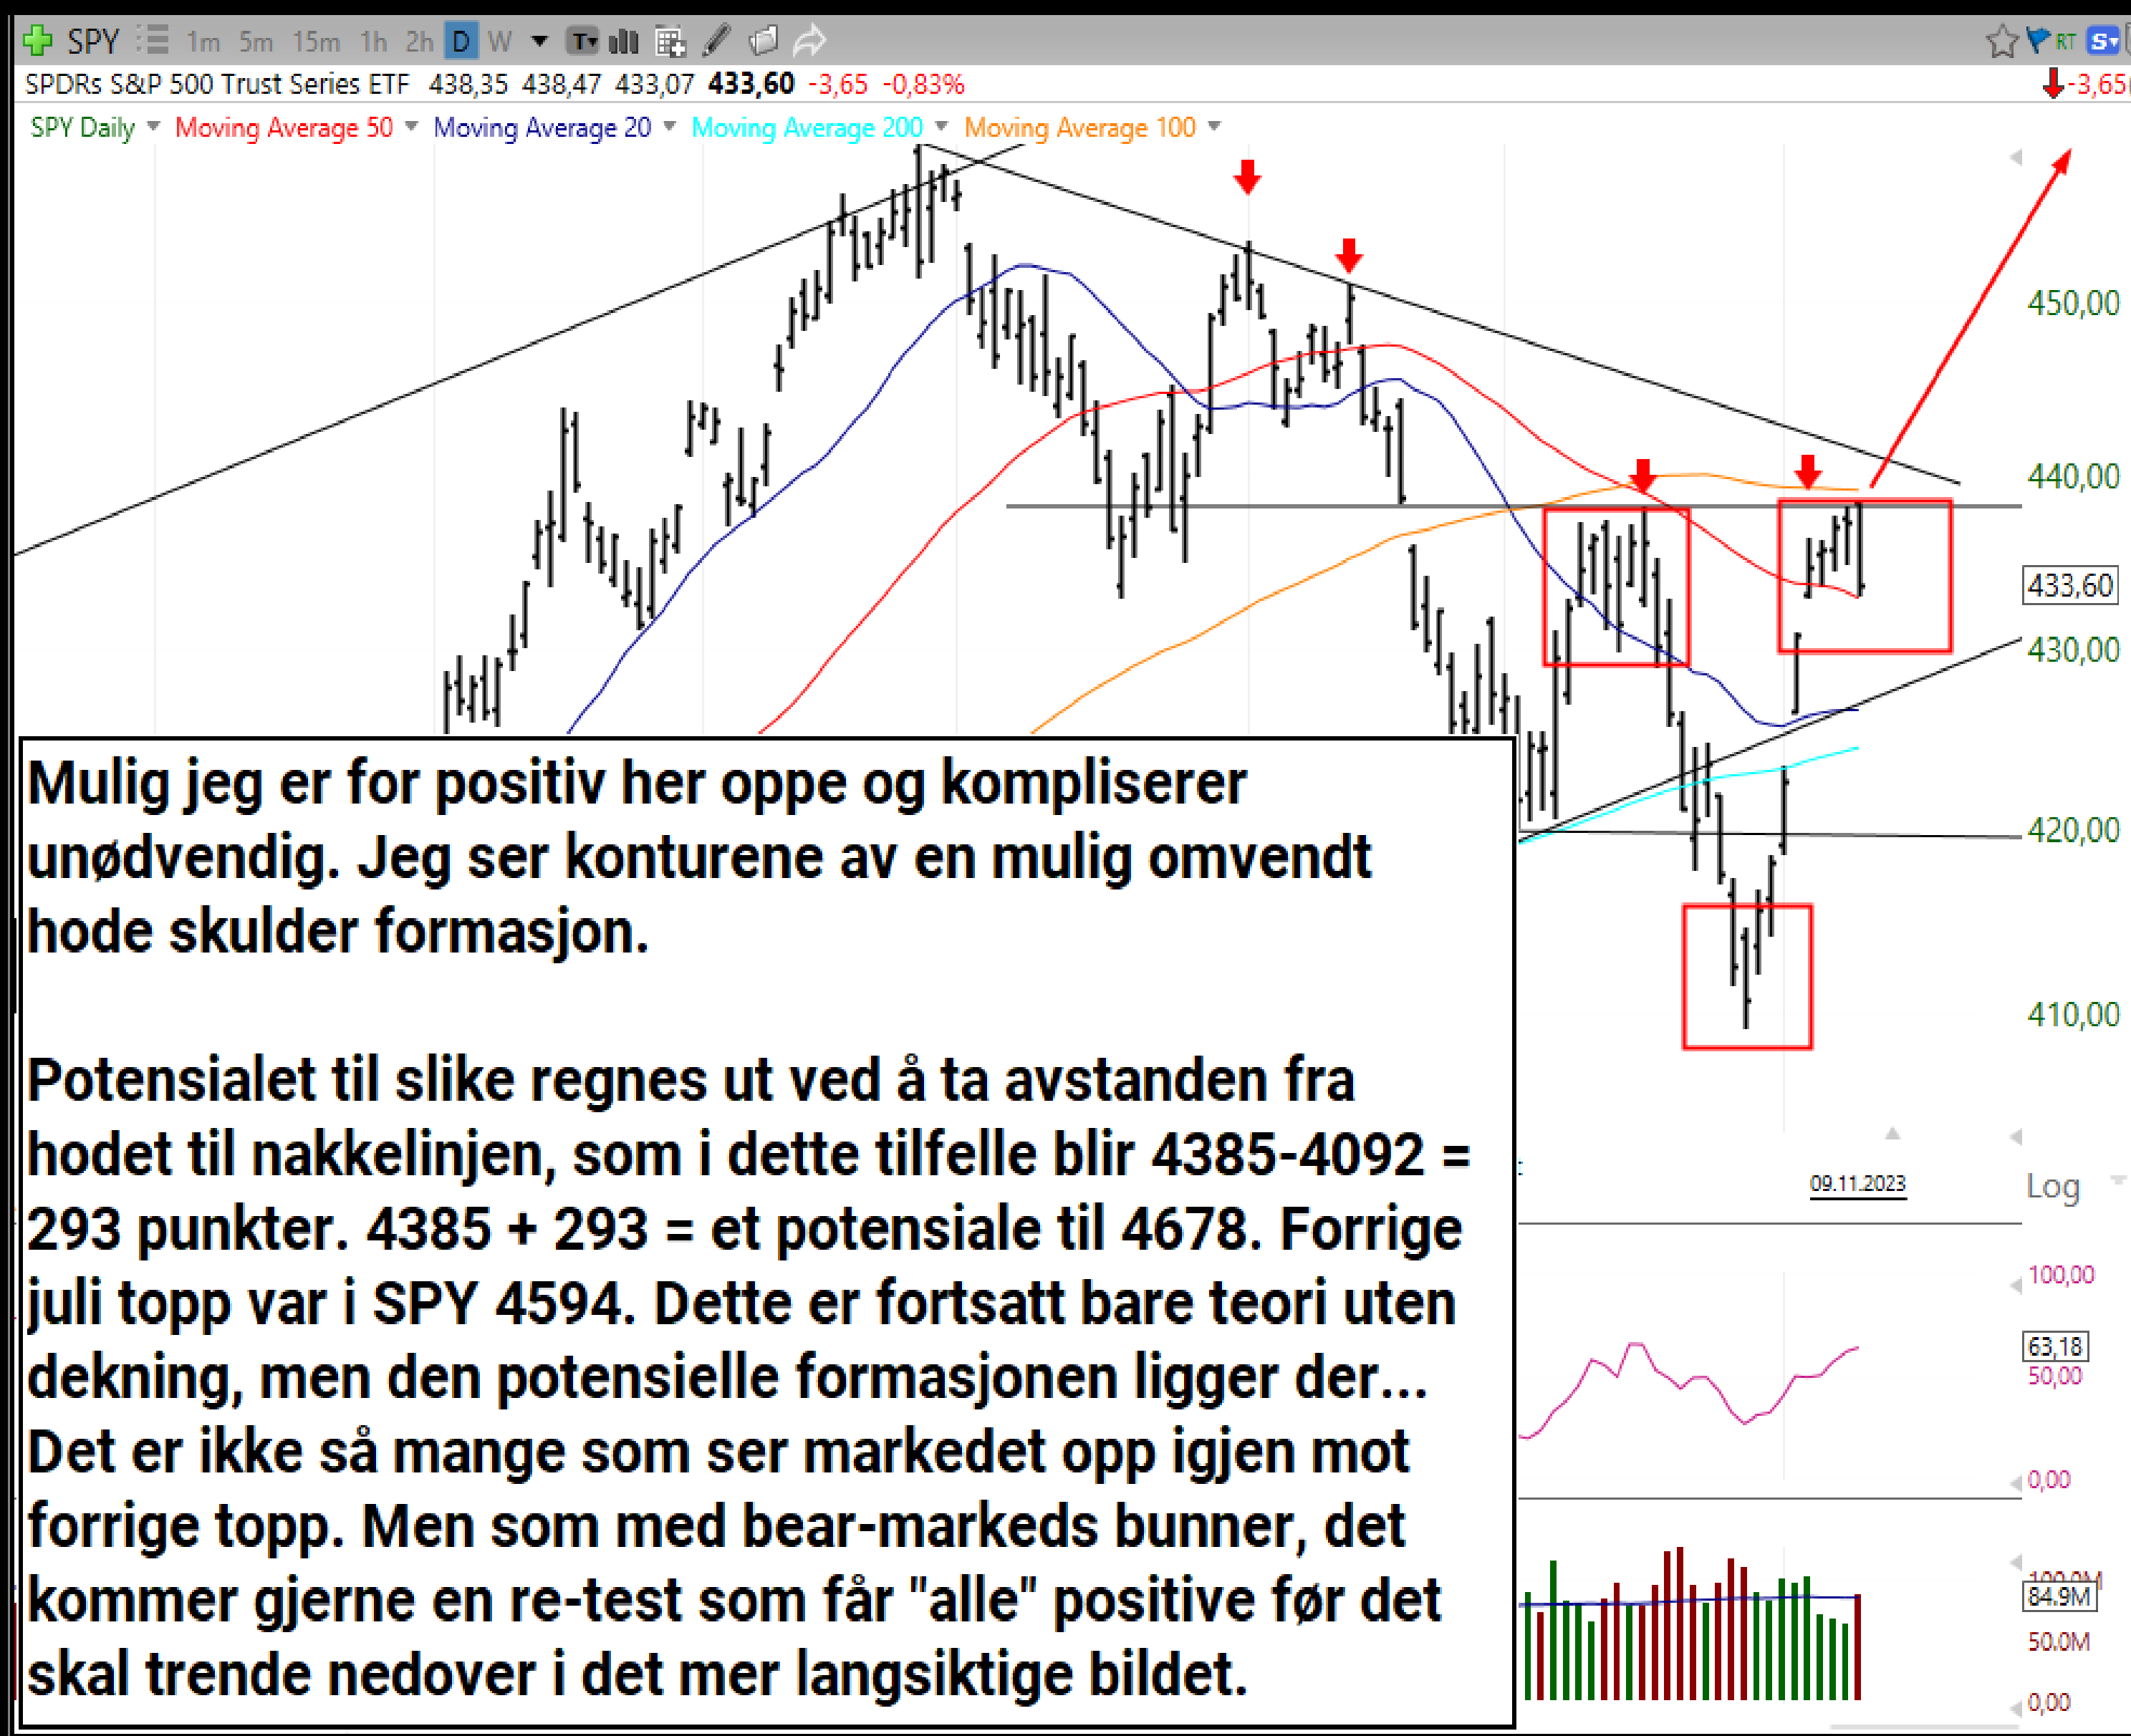 SPY 1m 5m 15m 1h 2h D W T RT S
SPDRs S&P 500 Trust Series ETF 438,35 438,47 433,07 433,60 -3,65 -0,83% -3,65
SPY Daily Moving Average 50 Moving Average 20 Moving Average 200 Moving Average 100
450,00
440,00
433,60
430,00
420,00
410,00
Mulig jeg er for positiv her oppe og kompliserer
unødvendig. Jeg ser konturene av en mulig omvendt
hode skulder formasjon.
Potensialet til slike regnes ut ved å ta avstanden fra
hodet til nakkelinjen, som i dette tilfelle blir 4385-4092 =
293 punkter. 4385 + 293 = et potensiale til 4678. Forrige
juli topp var i SPY 4594. Dette er fortsatt bare teori uten
dekning, men den potensielle formasjonen ligger der...
Det er ikke så mange som ser markedet opp igjen mot
forrige topp. Men som med bear-markeds bunner, det
kommer gjerne en re-test som får "alle" positive før det
skal trende nedover i det mer langsiktige bildet.
09.11.2023
Log
100,00
63,18
50,00
0,00
84.9M
50.0M
0,00